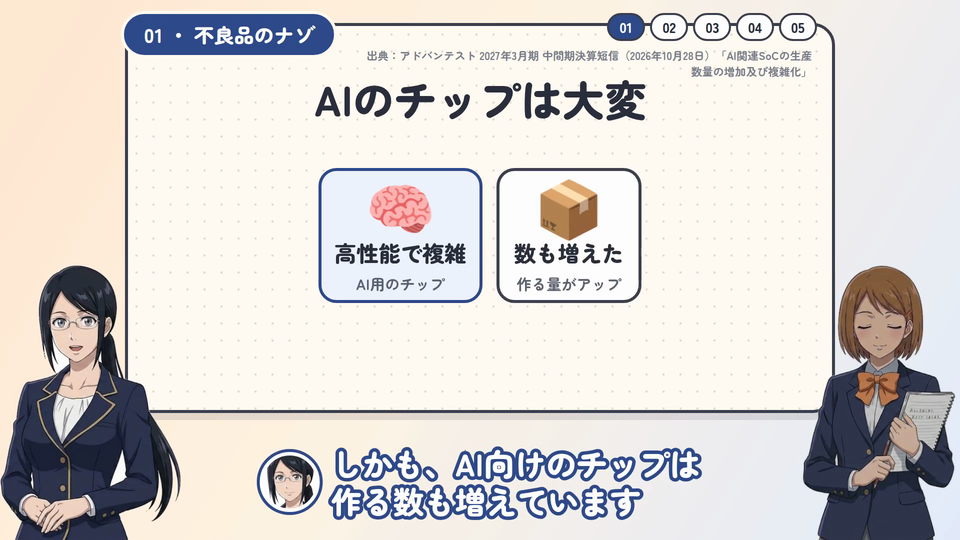 01 ・ 不良品のナゾ
01 02 03 04 05
出典：アドバンテスト 2027年3月期 中間期決算短信（2026年10月28日）「AI関連SoCの生産
数量の増加及び複雑化」
AIのチップは大変
高性能で複雑
AI用のチップ
数も増えた
作る量がアップ
しかも、AI向けのチップは
作る数も増えています